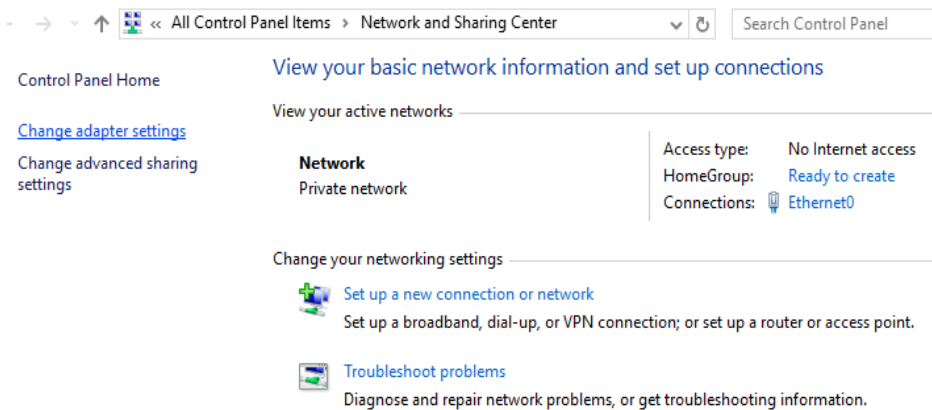 « All Control Panel Items > Network and Sharing Center
Search Control Panel
Control Panel Home
Change adapter settings
Change advanced sharing
settings
View your basic network information and set up connections
View your active networks
Network
Private network
Access type: No Internet access
HomeGroup: Ready to create
Connections: Ethernet0
Change your networking settings
Set up a new connection or network
Set up a broadband, dial-up, or VPN connection; or set up a router or access point.
Troubleshoot problems
Diagnose and repair network problems, or get troubleshooting information.